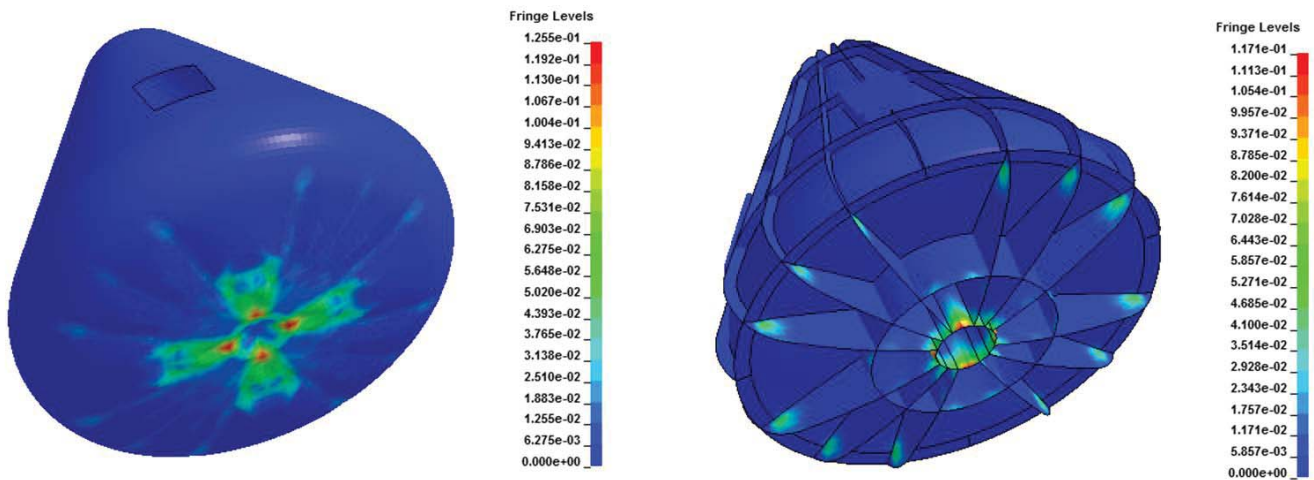 Fringe Levels
1.255e-01
1.192e-01
1.130e-01
1.067e-01
1.004e-01
9.413e-02
8.786e-02
8.158e-02
7.531e-02
6.903e-02
6.275e-02
5.648e-02
5.020e-02
4.393e-02
3.765e-02
3.138e-02
2.510e-02
1.883e-02
1.255e-02
6.275e-03
0.000e+00
Fringe Levels
1.171e-01
1.113e-01
1.054e-01
9.957e-02
9.371e-02
8.785e-02
8.200e-02
7.614e-02
7.028e-02
6.443e-02
5.857e-02
5.271e-02
4.685e-02
4.100e-02
3.514e-02
2.928e-02
2.343e-02
1.757e-02
1.171e-02
5.857e-03
0.000e+00